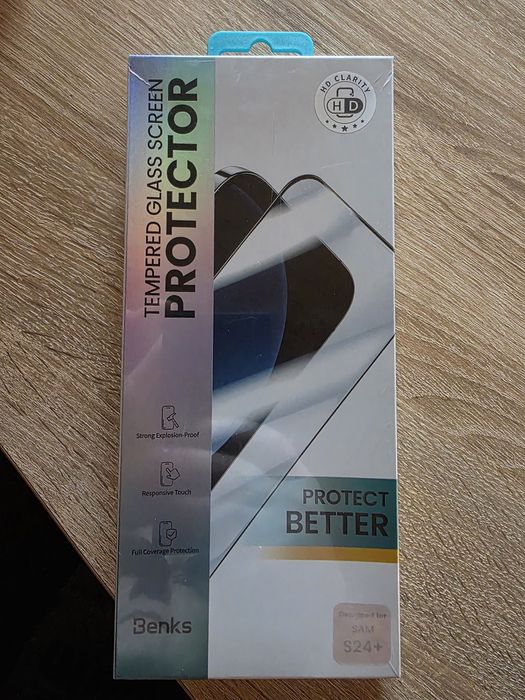 HD CLARITY
HD
TEMPERED GLASS SCREEN
PROTECTOR
Strong Explosion-Proof
Responsive Touch
Full Coverage Protection
PROTECT
BETTER
Benks
Designed for
SAM
S24+